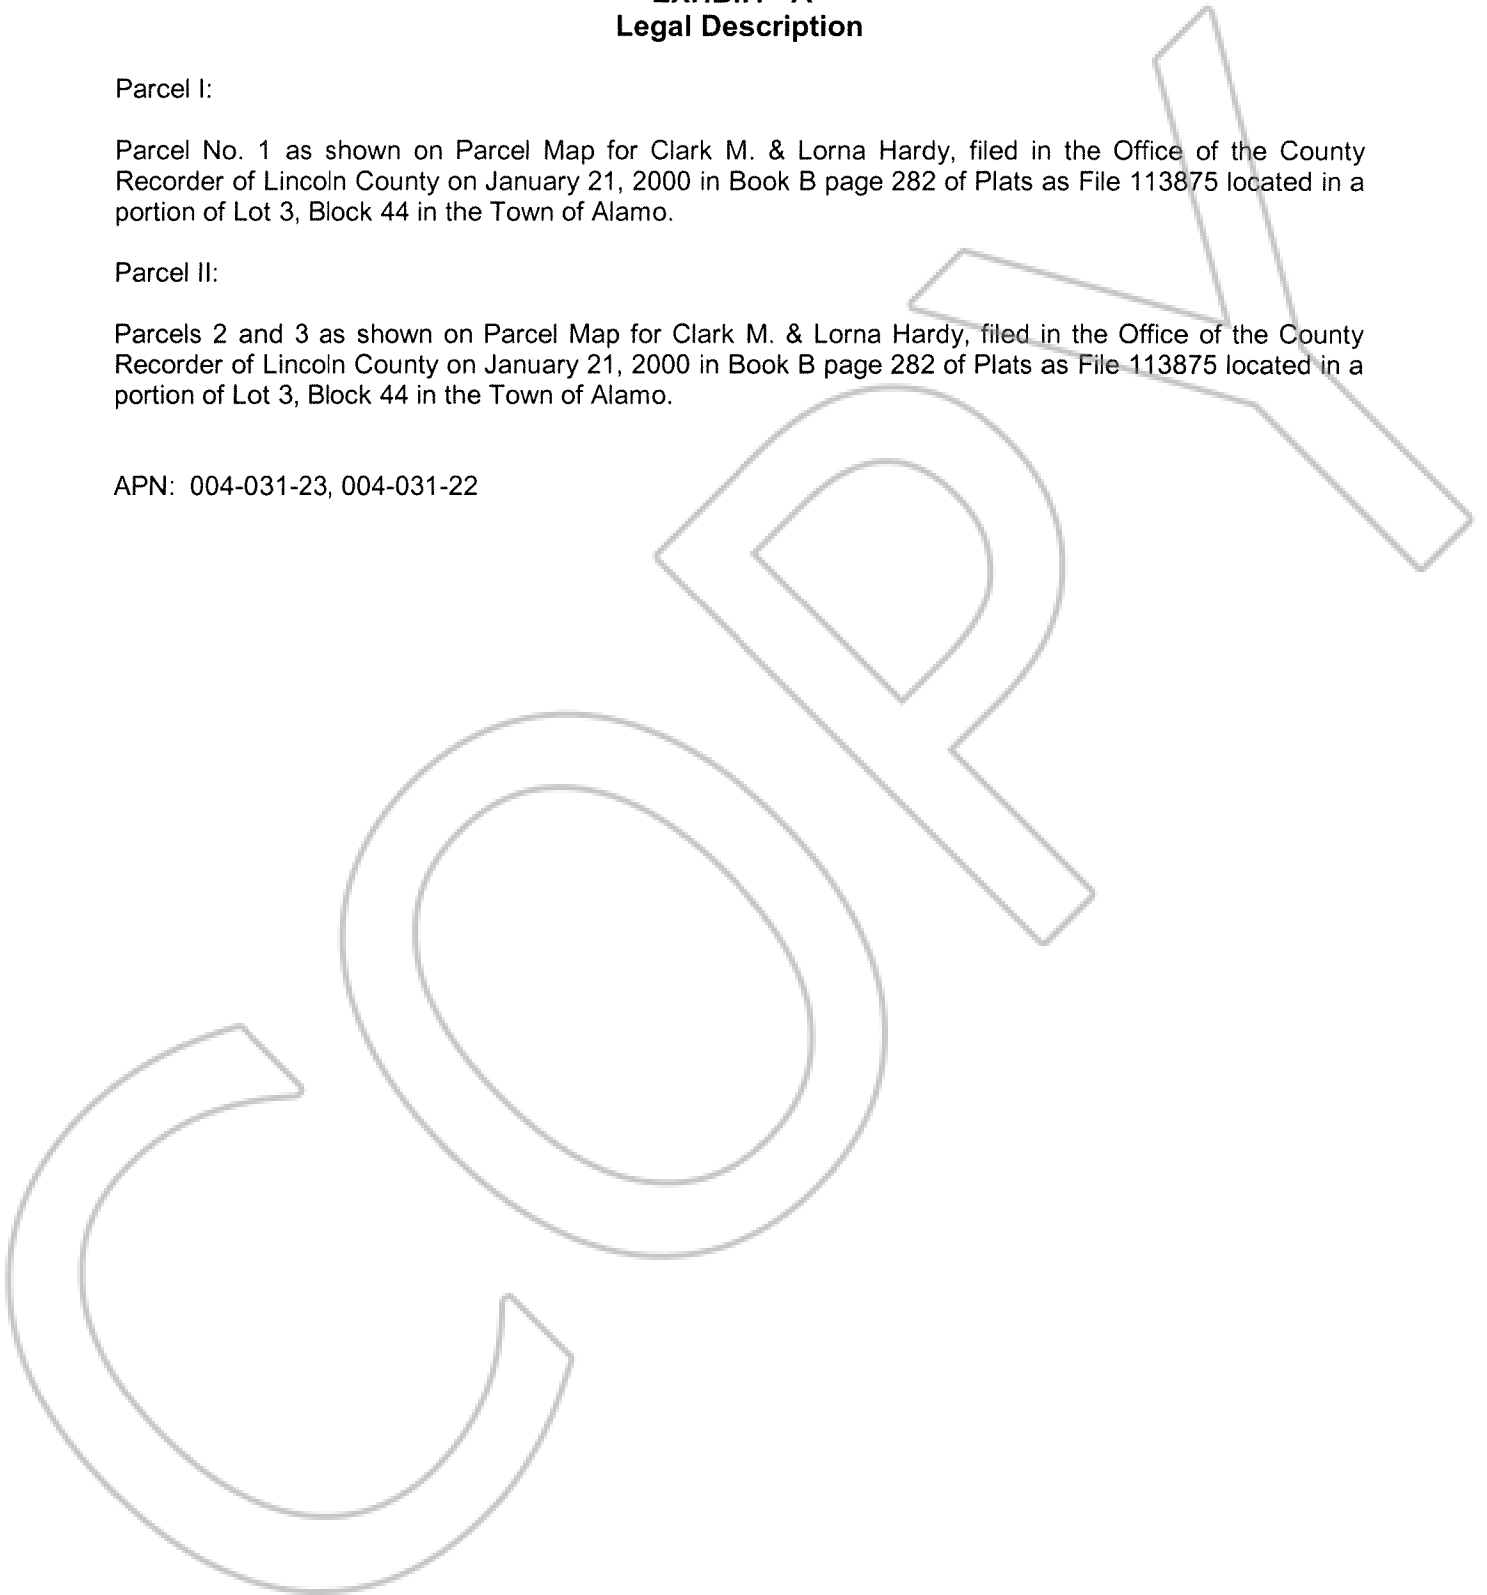 Legal Description
Parcel I:
Parcel No. 1 as shown on Parcel Map for Clark M. & Lorna Hardy, filed in the Office of the County
Recorder of Lincoln County on January 21, 2000 in Book B page 282 of Plats as File 113875 located in a
portion of Lot 3, Block 44 in the Town of Alamo.
Parcel II:
Parcels 2 and 3 as shown on Parcel Map for Clark M. & Lorna Hardy, filed in the Office of the County
Recorder of Lincoln County on January 21, 2000 in Book B page 282 of Plats as File 113875 located in a
portion of Lot 3, Block 44 in the Town of Alamo.
APN: 004-031-23, 004-031-22
COPY